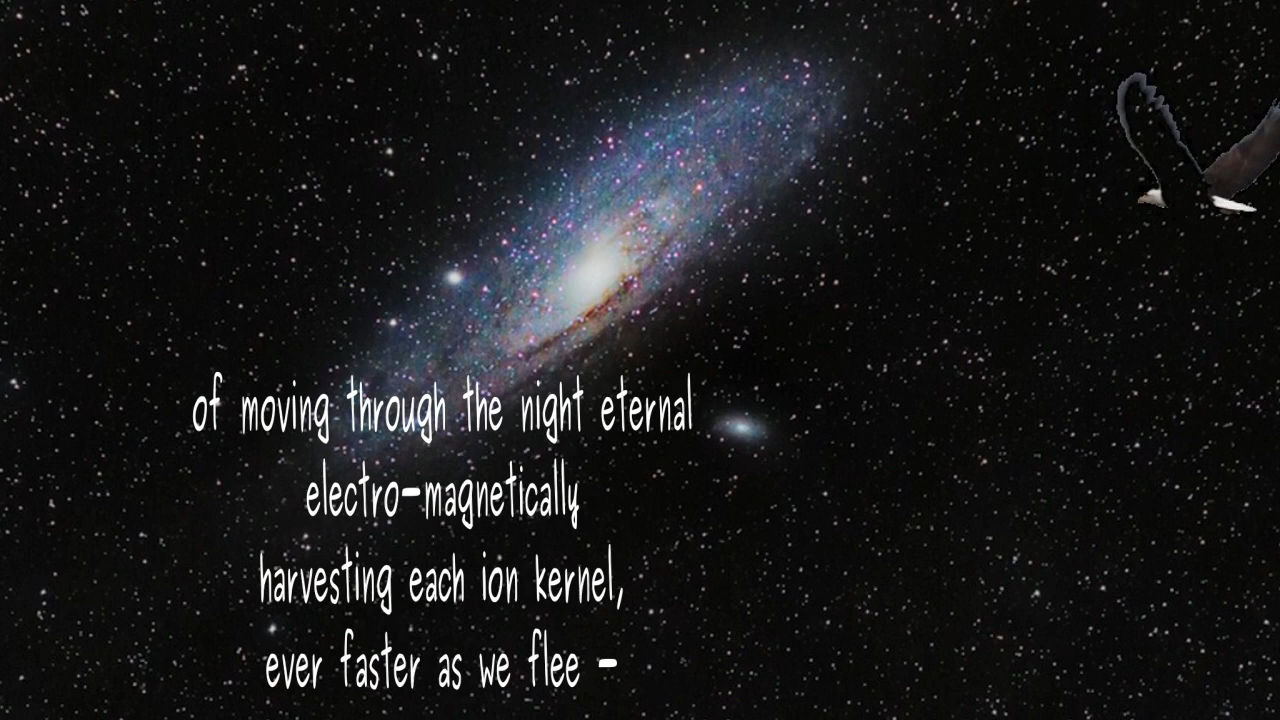 of moving through the night eternal
electro-magnetically
harvesting each ion kernel,
ever faster as we flee -